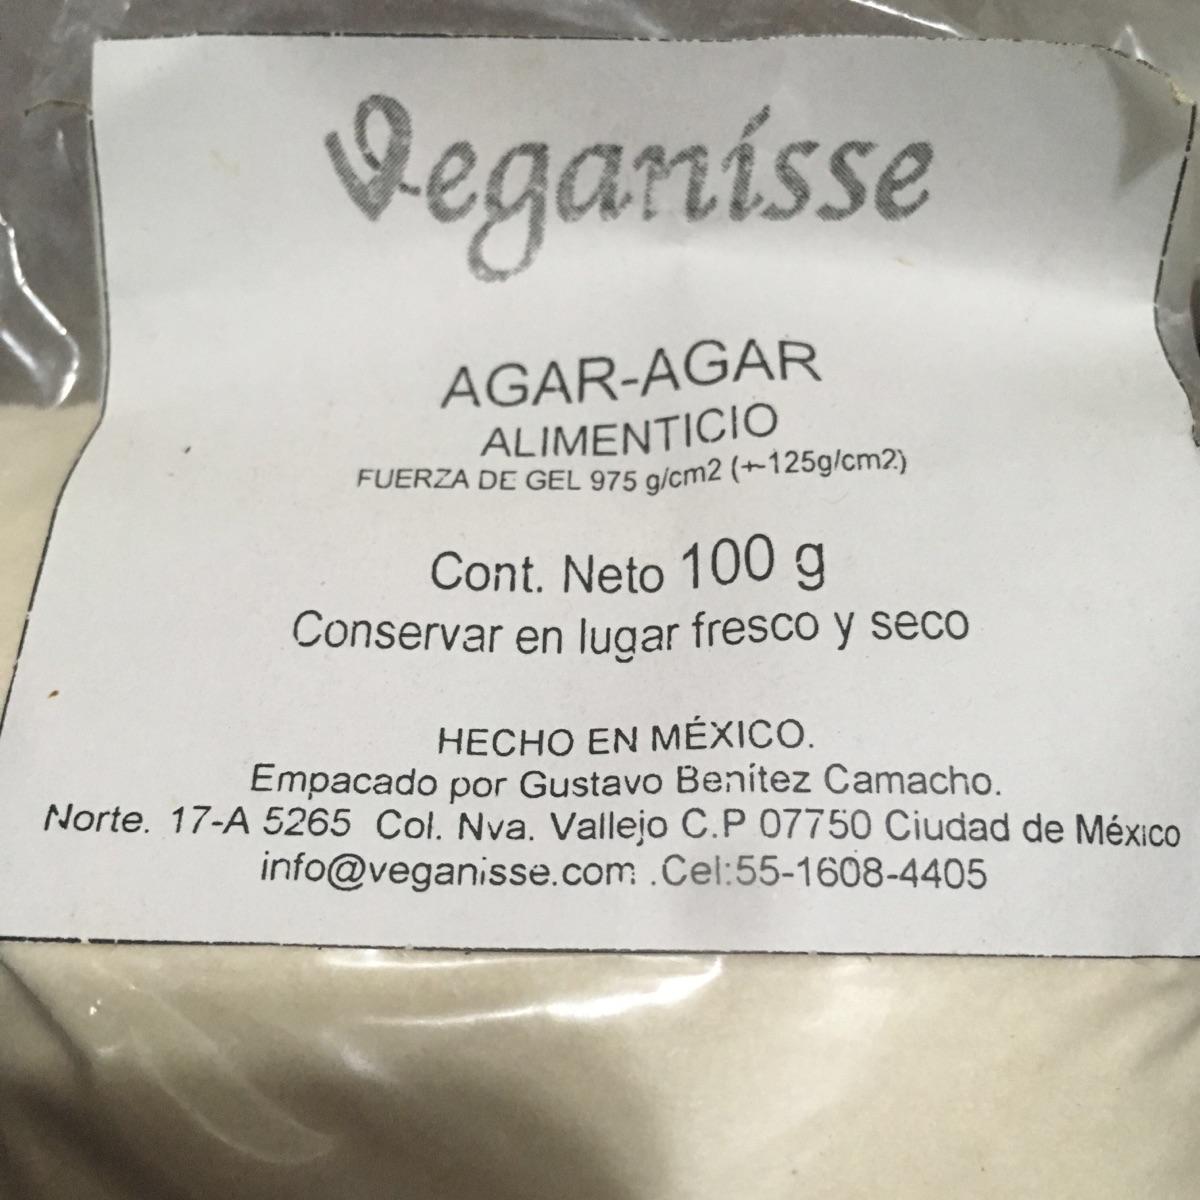 Veganísse
AGAR-AGAR
ALIMENTICIO
FUERZA DE GEL 975 g/cm2 (+-125g/cm2)
Cont. Neto 100 g
Conservar en lugar fresco y seco
HECHO EN MÉXICO.
Empacado por Gustavo Benítez Camacho.
Norte. 17-A 5265 Col. Nva. Vallejo C.P 07750 Ciudad de México
info@veganisse.com .Cel:55-1608-4405